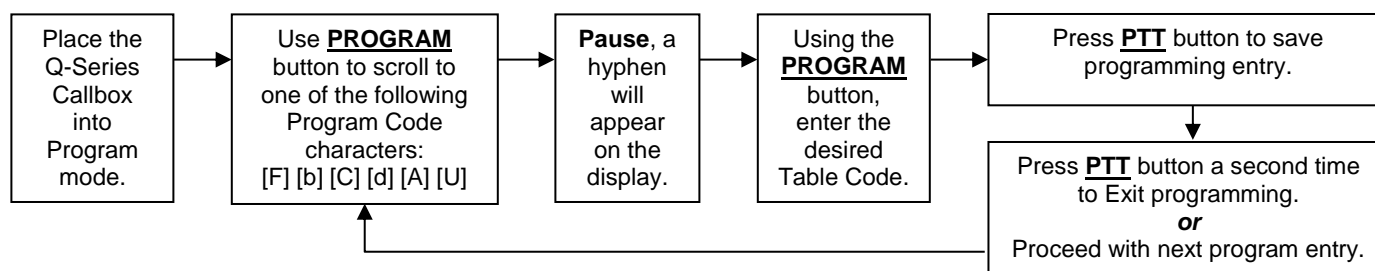 Place the
Q-Series
Callbox
into
Program
mode.
Use PROGRAM
button to scroll to
one of the following
Program Code
characters:
[F] [b] [C] [d] [A] [U]
Pause, a
hyphen
will
appear
on the
display.
Using the
PROGRAM
button,
enter the
desired
Table Code.
Press PTT button to save
programming entry.
Press PTT button a second time
to Exit programming.
or
Proceed with next program entry.